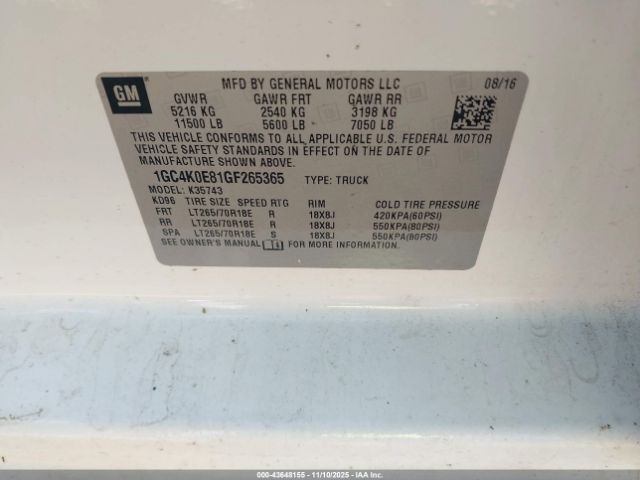 GM
MFD BY GENERAL MOTORS LLC 08/16
GVWR GAWR FRT GAWR RR
5216 KG 2540 KG 3198 KG
11500 LB 5600 LB 7050 LB
THIS VEHICLE CONFORMS TO ALL APPLICABLE U.S. FEDERAL MOTOR
VEHICLE SAFETY STANDARDS IN EFFECT ON THE DATE OF
MANUFACTURE SHOWN ABOVE.
1GC4K0E81GF265365 TYPE: TRUCK
MODEL: K35743
KD96 TIRE SIZE SPEED RTG RIM COLD TIRE PRESSURE
FRT LT265/70R18E R 18X8J 420KPA(60PSI)
RR LT265/70R18E R 18X8J 550KPA(80PSI)
SPA LT265/70R18E S 18X8J 550KPA(80PSI)
SEE OWNER'S MANUAL FOR MORE INFORMATION
000-43648155 - 11/10/2025 - IAAI.COM